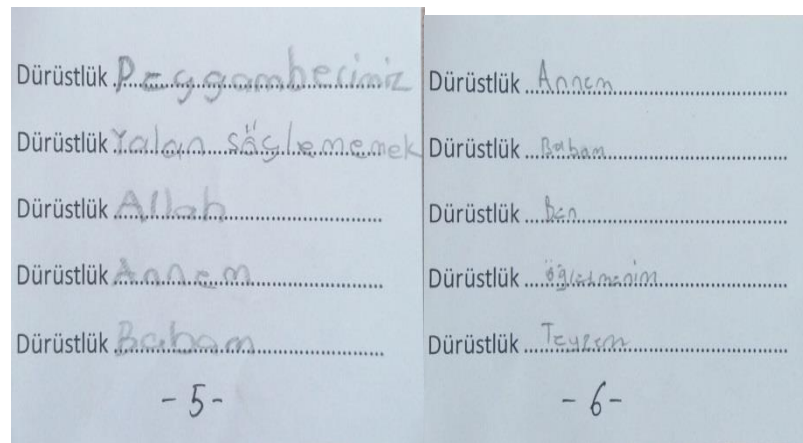 Dürüstlük Peygamberimiz
Dürüstlük Yalan söylememek
Dürüstlük Allah
Dürüstlük Annem
Dürüstlük Babam
- 5 -
Dürüstlük Annem
Dürüstlük Babam
Dürüstlük Ben
Dürüstlük öğretmenim
Dürüstlük Teyzem
- 6 -